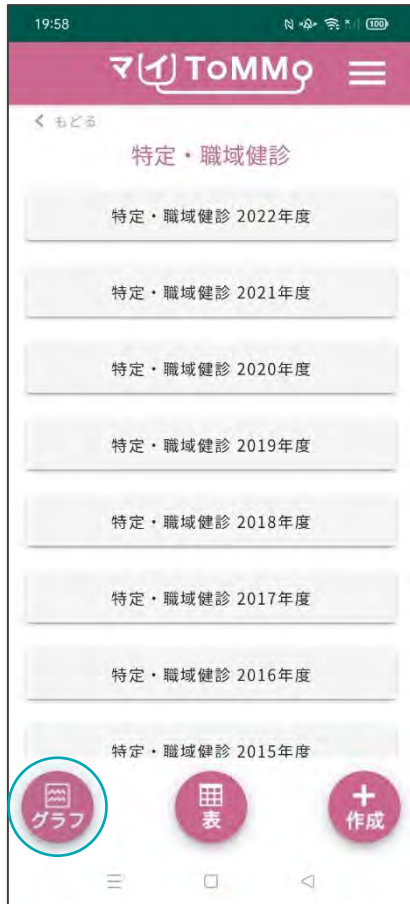 19:58
100
マイ ToMMo
もどる
特定・職域健診
特定・職域健診 2022年度
特定・職域健診 2021年度
特定・職域健診 2020年度
特定・職域健診 2019年度
特定・職域健診 2018年度
特定・職域健診 2017年度
特定・職域健診 2016年度
特定・職域健診 2015年度
グラフ
表
作成